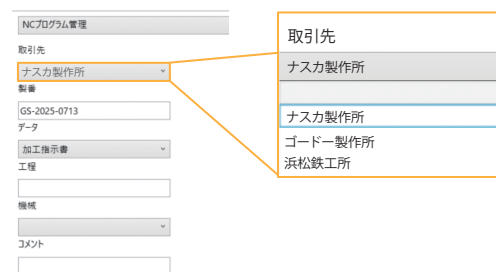 NCプログラム管理
取引先
ナスカ製作所
製番
GS-2025-0713
データ
加工指示書
工程
機械
コメント
取引先
ナスカ製作所
ナスカ製作所
ゴードー製作所
浜松鉄工所